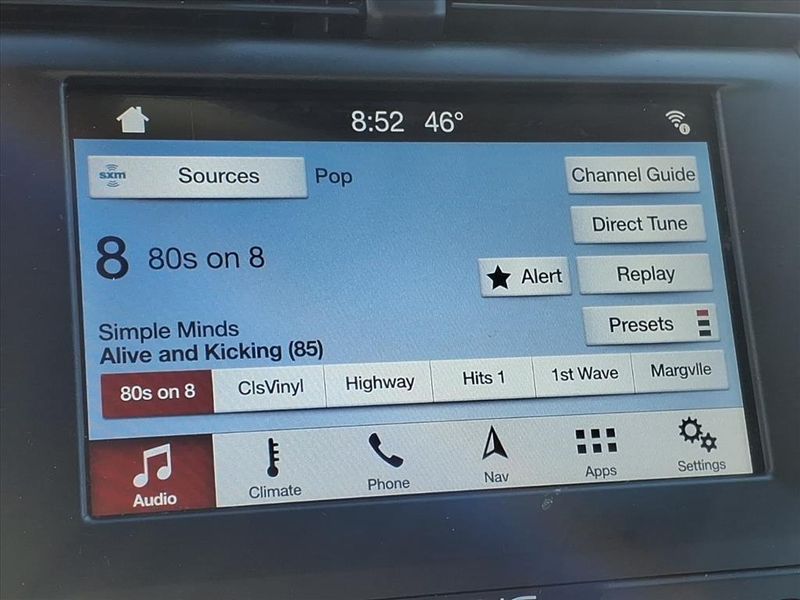 8:52 46°
sxm Sources Pop Channel Guide
Direct Tune
8 80s on 8
Alert Replay
Presets
Simple Minds
Alive and Kicking (85)
80s on 8 ClsVinyl Highway Hits 1 1st Wave Margvlle
Audio Climate Phone Nav Apps Settings